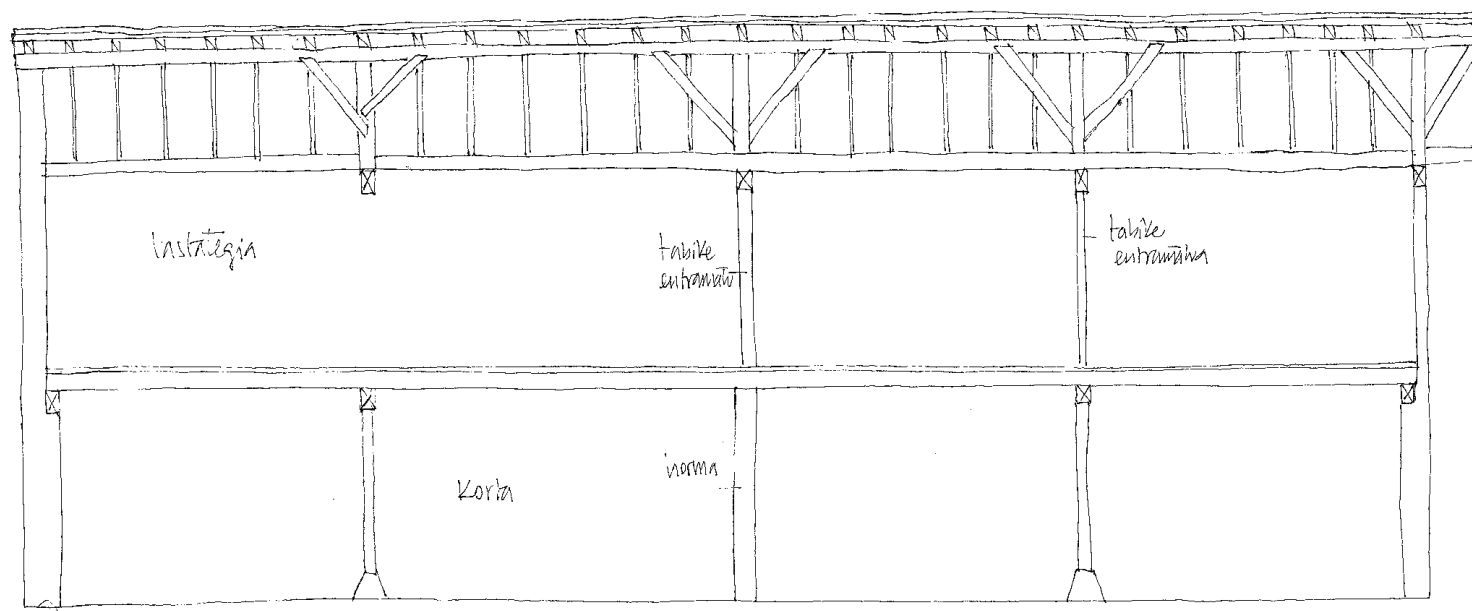 lastategia
tabike
entramatu
tabike
entramatua
Korta
horma